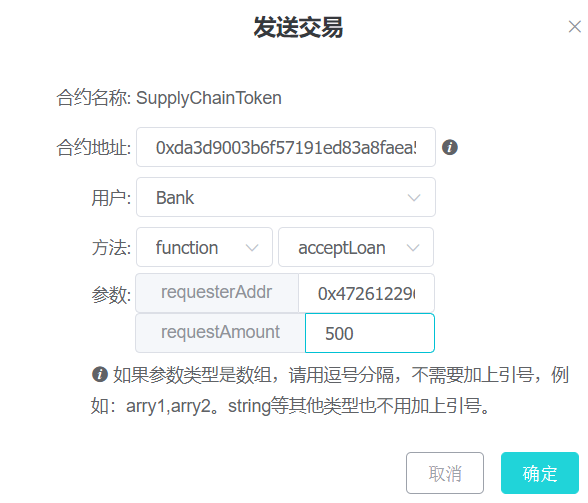 发送交易
合约名称: SupplyChainToken
合约地址: 0xda3d9003b6f57191ed83a8faea5
用户: Bank
方法: function acceptLoan
参数: requesterAddr 0x47261229
requestAmount 500
如果参数类型是数组，请用逗号分隔，不需要加上引号，例
如：arry1,arry2。string等其他类型也不用加上引号。
取消 确定